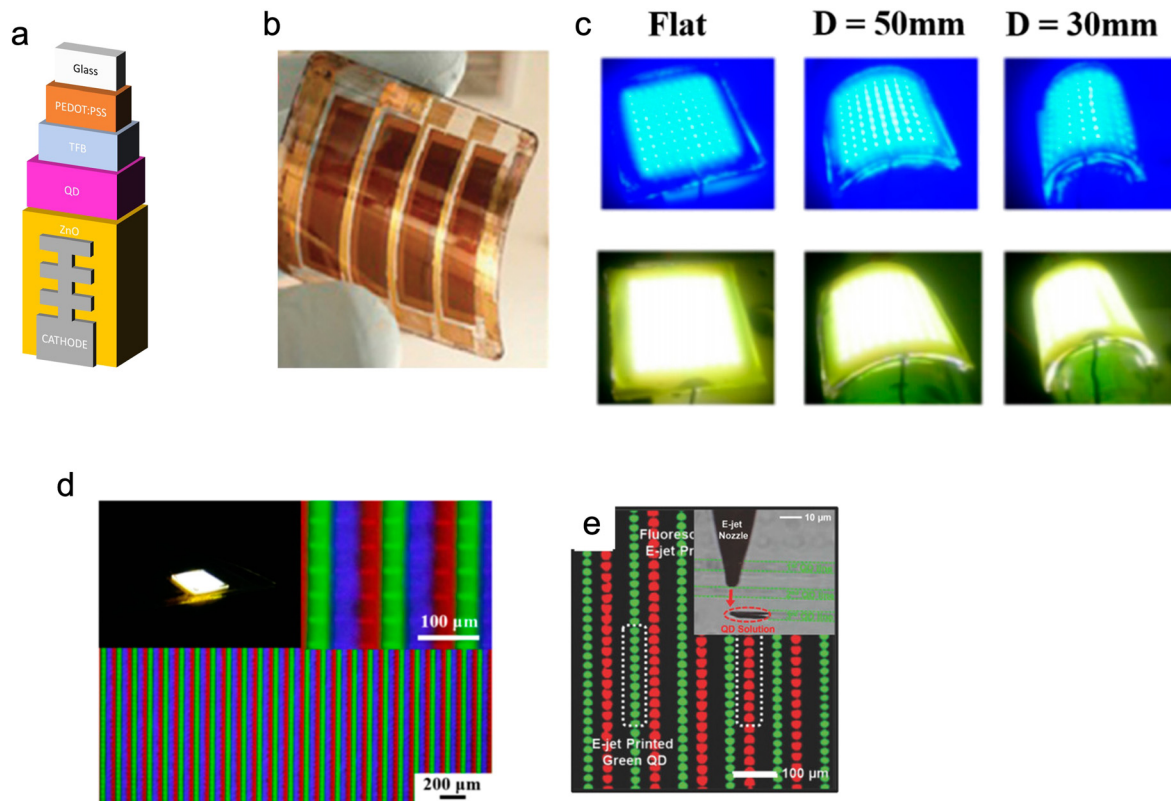 a
Glass
PEDOT:PSS
TFB
QD
ZnO
CATHODE
b
c
Flat
D = 50mm
D = 30mm
d
100 µm
200 µm
e
E-jet
Nozzle
10 µm
QD Solution
E-jet Printed
Green QD
100 µm